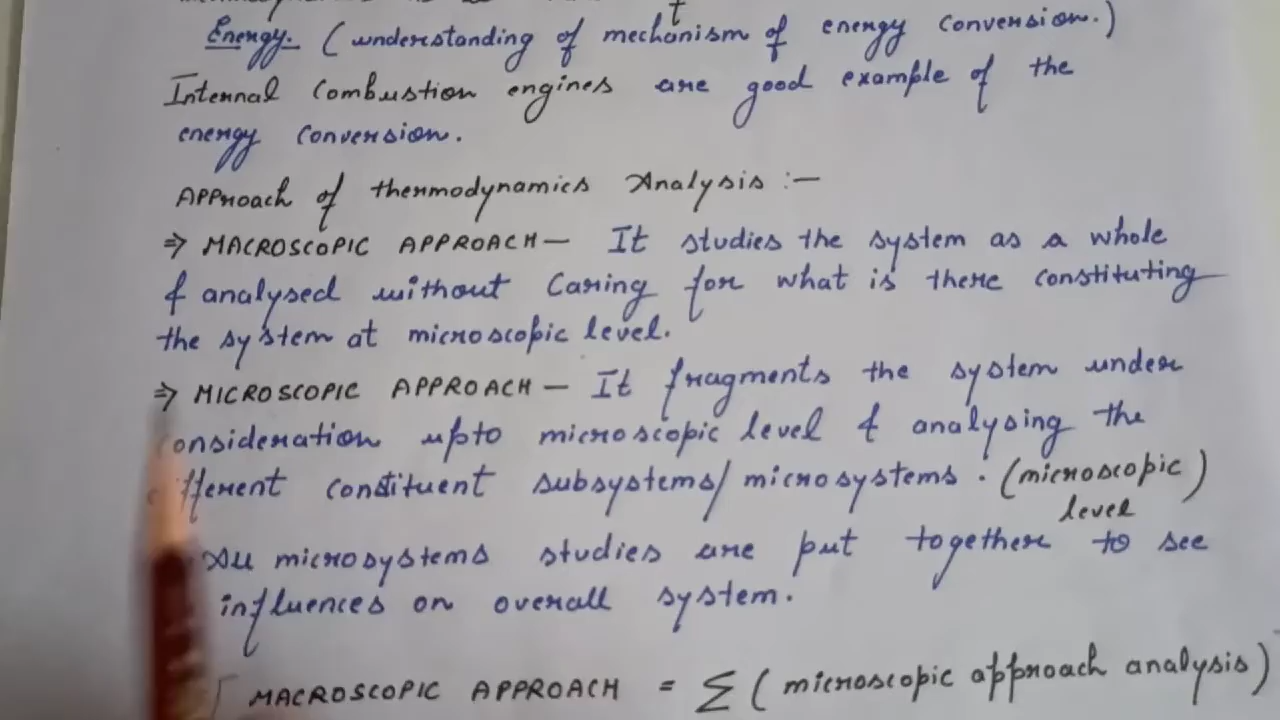 Energy. (understanding of mechanism of energy conversion.)
Internal Combustion engines are good example of the
energy conversion.
Approach of thermodynamics Analysis :-
⇒ MACROSCOPIC APPROACH — It studies the system as a whole
& analysed without Caring for what is there constituting
the system at microscopic level.
⇒ MICROSCOPIC APPROACH — It fragments the system under
consideration upto microscopic level & analysing the
different constituent subsystems/microsystems. (microscopic)
level
All microsystems studies are put together to see
influences on overall system.
MACROSCOPIC APPROACH = Σ (microscopic approach analysis)